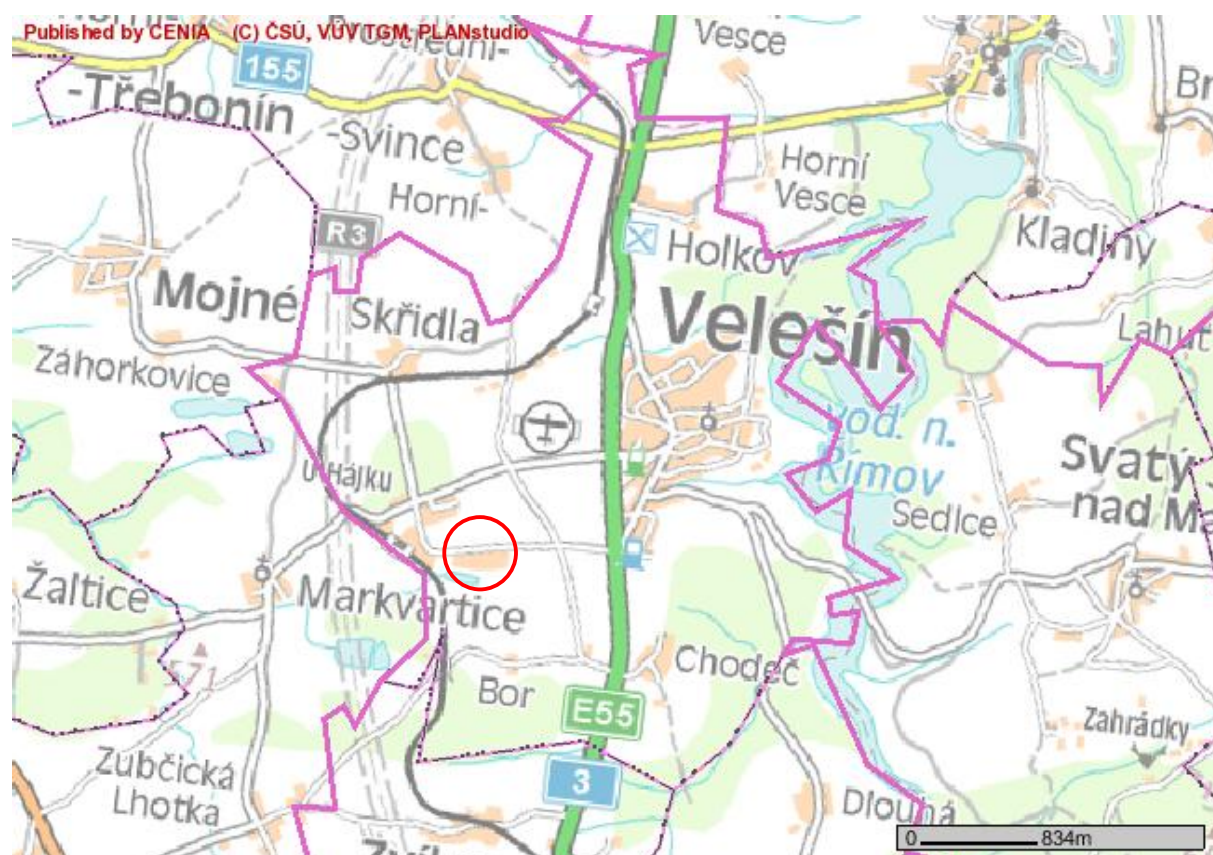 Published by CENIA (C) ČSÚ, VÚV TGM, PLANstudio
Vesce
155
-Třebonín
-Svince
Horní-
Horní
Vesce
R3
Holkov
Kladiny
Mojné
Skřidla
Velešín
Záhorkovice
U Hájku
Vod. n.
Římov
Svatý
nad
Sedlce
Žaltice
Markvartice
571
Bor
Chodeč
E55
3
Zahrádky
Zubčická
Lhotka
Dlouhá
0 834m